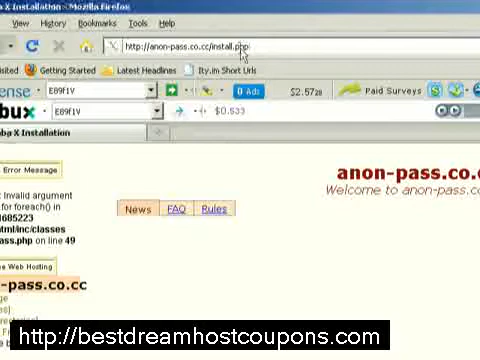 a X Installation - Mozilla Firefox
View History Bookmarks Tools Help
http://anon-pass.co.cc/install.php
isited Getting Started Latest Headlines Ity.im Short Urls
ense E89f1V 0 Ads $2.57 Paid Surveys
bux E89f1V $0.533
ba X Installation
Error Message
: Invalid argument
for foreach() in
685223
html/inc/classes
ass.php on line 49
anon-pass.co.c
Welcome to anon-pass.co
News FAQ Rules
e Web Hosting
-pass.co.cc
http://bestdreamhostcoupons.com